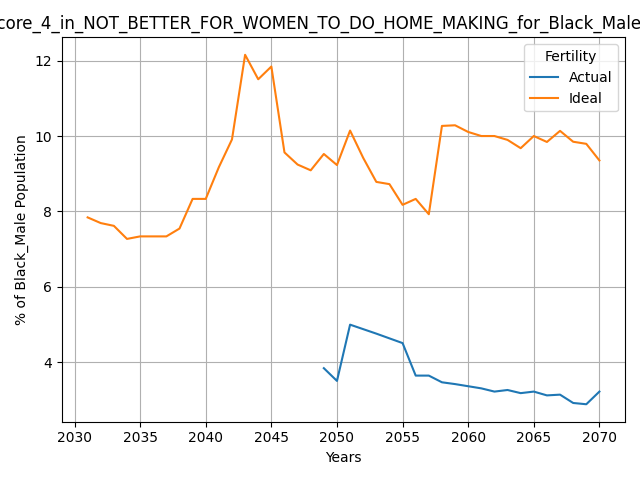 core_4_in_NOT_BETTER_FOR_WOMEN_TO_DO_HOME_MAKING_for_Black_Male
Fertility
Actual
Ideal
% of Black_Male Population
12
10
8
6
4
2030 2035 2040 2045 2050 2055 2060 2065 2070
Years